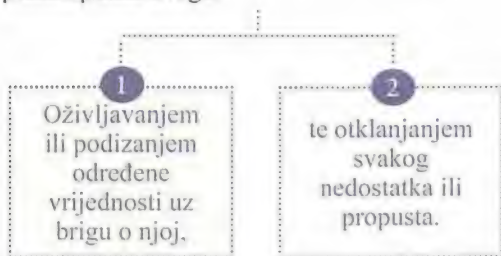 1
Oživljavanjem
ili podizanjem
određene
vrijednosti uz
brigu o njoj,
2
te otklanjanjem
svakog
nedostatka ili
propusta.